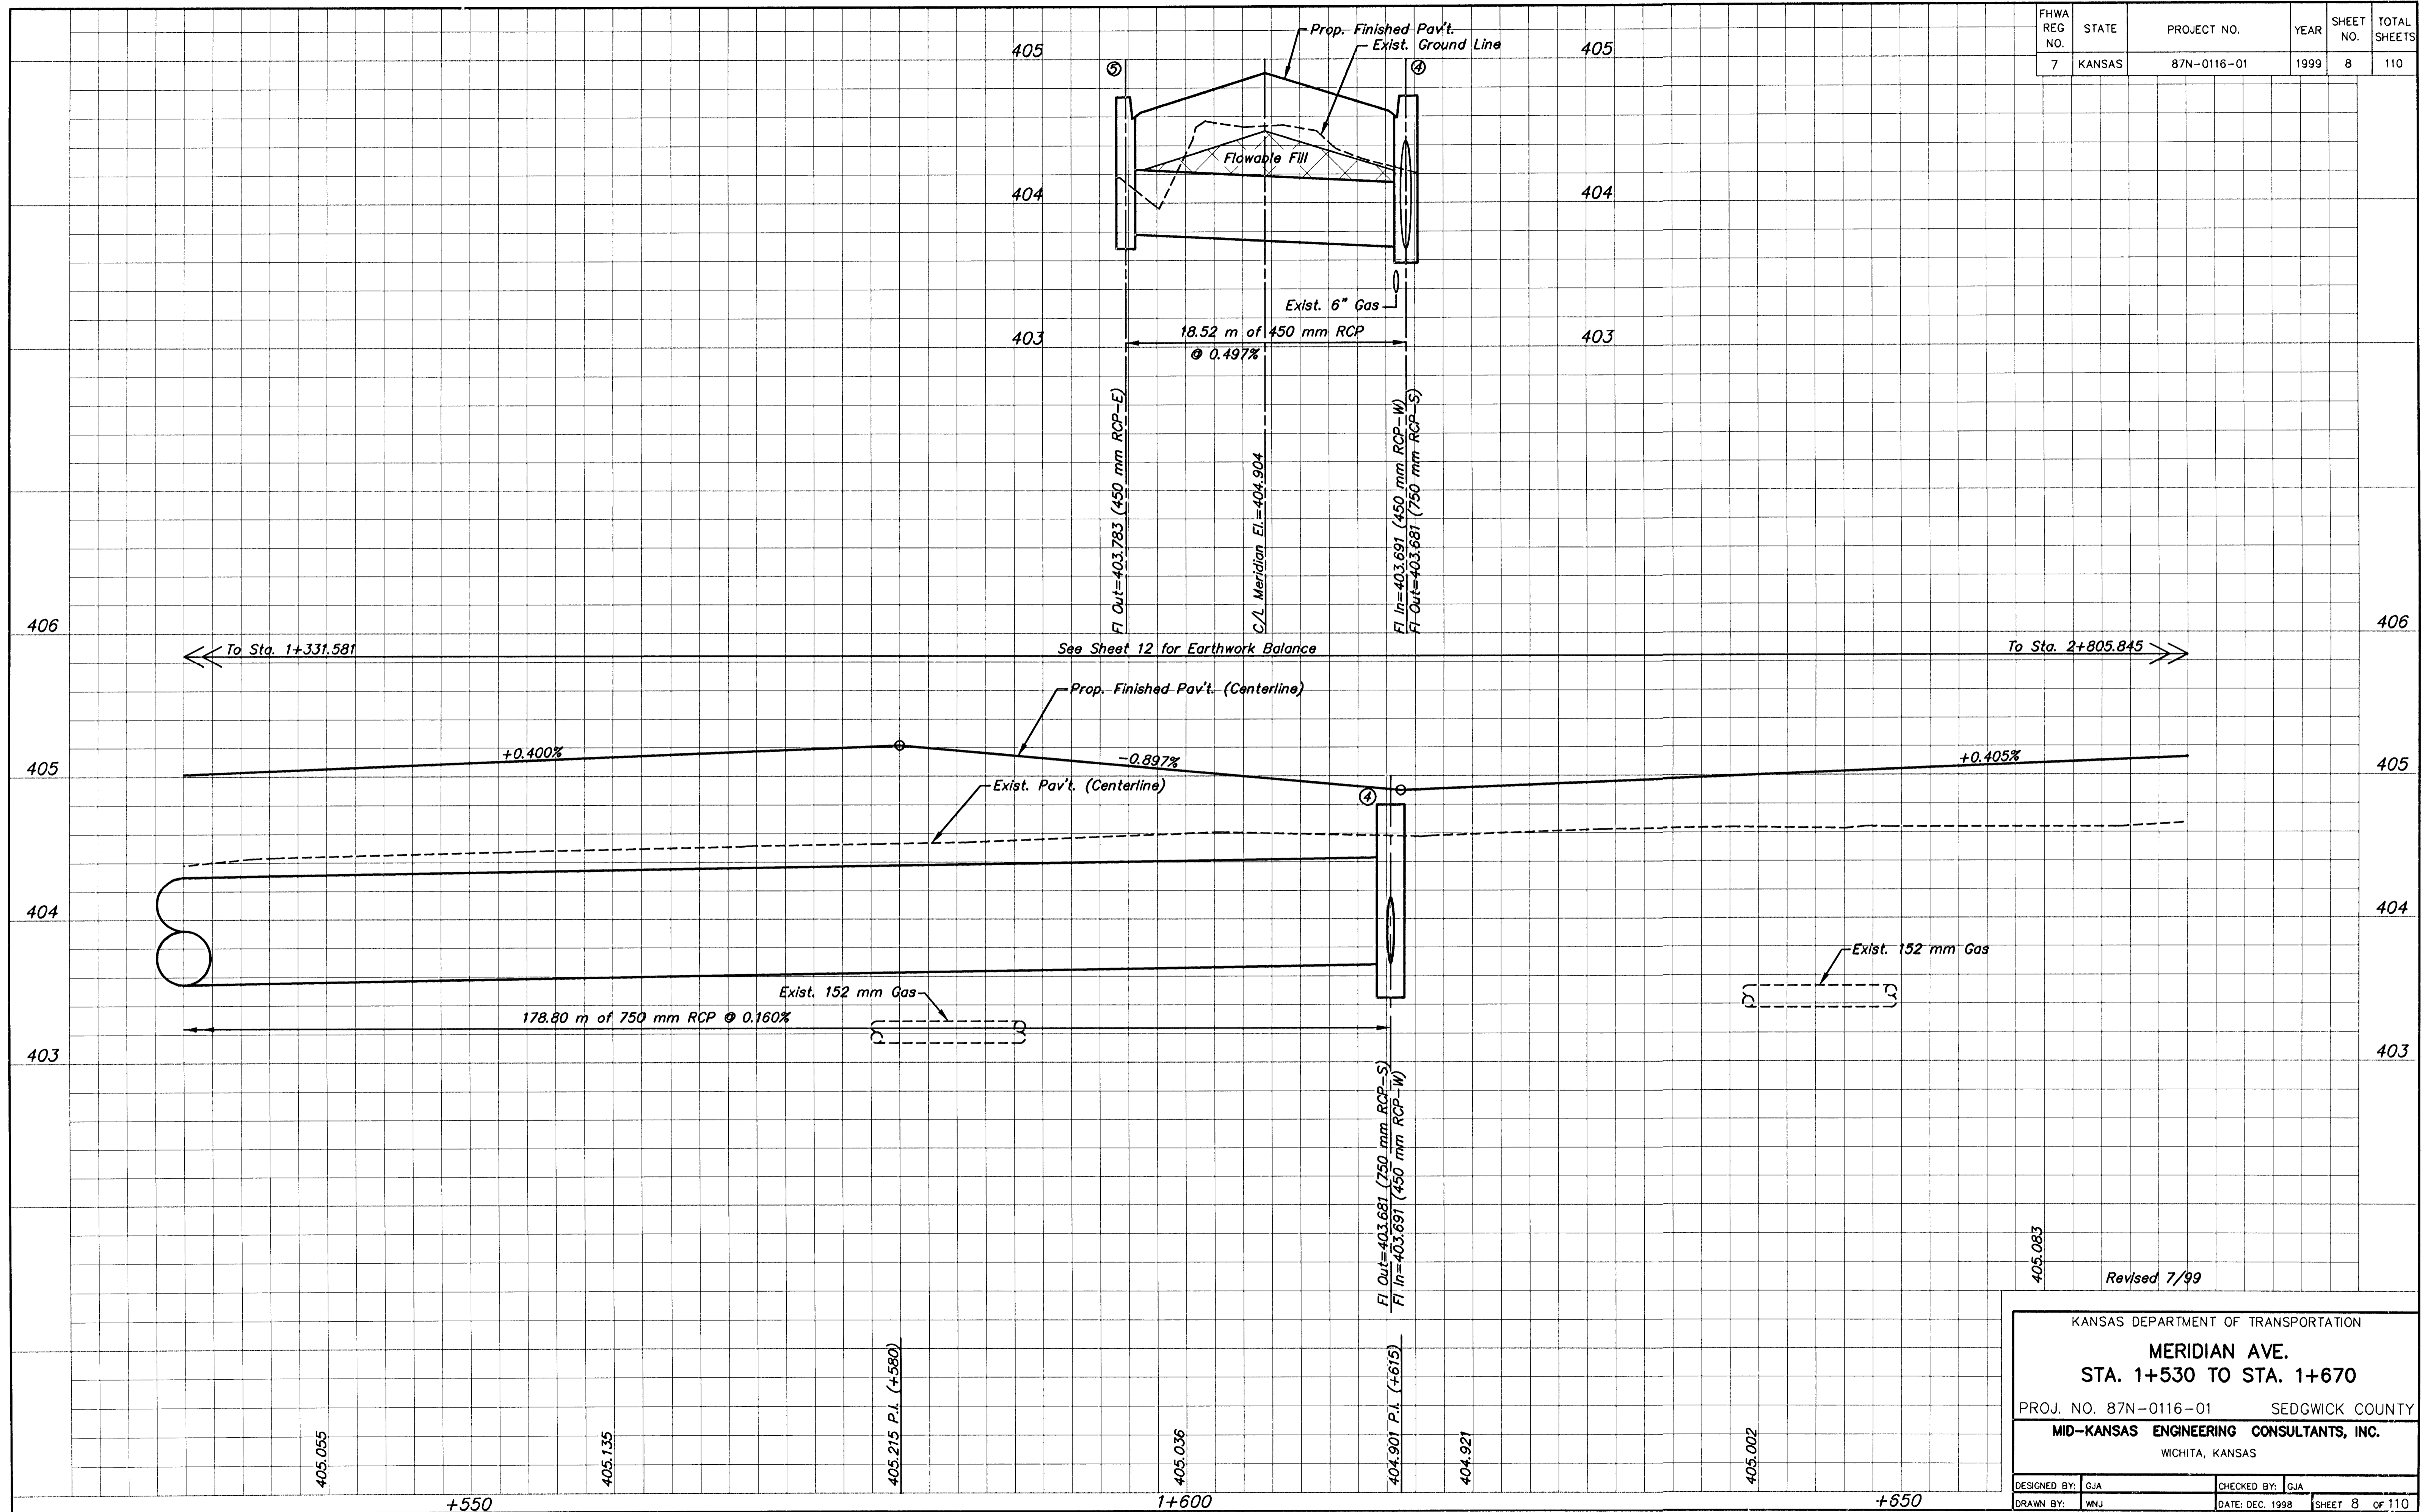 FHWA REG NO. STATE PROJECT NO. YEAR SHEET NO. TOTAL SHEETS
7 KANSAS 87N-0116-01 1999 8 110
Prop. Finished Pav't.
Exist. Ground Line
405 405
⑤ ④
Flowable Fill
404 404
Exist. 6" Gas
18.52 m of 450 mm RCP
@ 0.497%
403 403
Fl Out=403.783 (450 mm RCP-E)
C/L Meridian El.=404.904
Fl In=403.691 (450 mm RCP-W)
Fl Out=403.681 (750 mm RCP-S)
406 406
To Sta. 1+331.581
See Sheet 12 for Earthwork Balance
To Sta. 2+805.845
Prop. Finished Pav't. (Centerline)
+0.400%
-0.897%
+0.405%
405 405
Exist. Pav't. (Centerline)
④
404 404
Exist. 152 mm Gas
Exist. 152 mm Gas
178.80 m of 750 mm RCP @ 0.160%
403 403
Fl Out=403.681 (750 mm RCP-S)
Fl In=403.691 (450 mm RCP-W)
405.055
405.135
405.215 P.I. (+580)
405.036
404.901 P.I. (+615)
404.921
405.002
405.083
+550 1+600 +650
Revised 7/99
KANSAS DEPARTMENT OF TRANSPORTATION
MERIDIAN AVE.
STA. 1+530 TO STA. 1+670
PROJ. NO. 87N-0116-01 SEDGWICK COUNTY
MID-KANSAS ENGINEERING CONSULTANTS, INC.
WICHITA, KANSAS
DESIGNED BY: GJA CHECKED BY: GJA
DRAWN BY: WNJ DATE: DEC. 1998 SHEET 8 OF 110